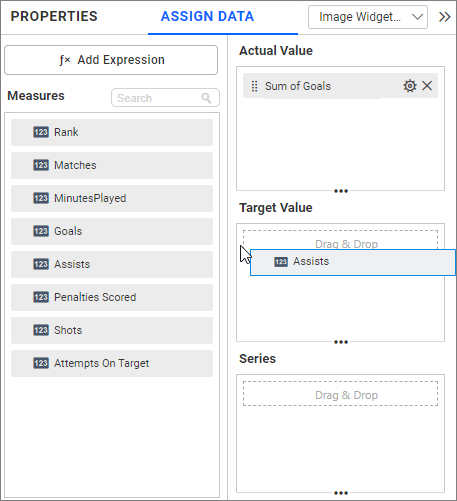 PROPERTIES
ASSIGN DATA
Image Widget...
ƒx Add Expression
Measures
Search
123 Rank
123 Matches
123 MinutesPlayed
123 Goals
123 Assists
123 Penalties Scored
123 Shots
123 Attempts On Target
Actual Value
Sum of Goals
Target Value
Drag & Drop
123 Assists
Series
Drag & Drop